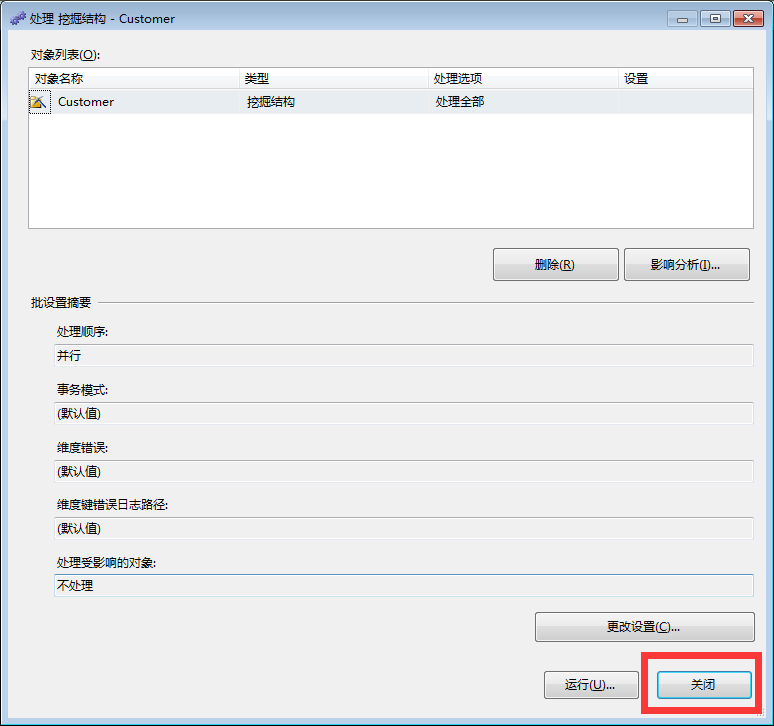 处理 挖掘结构 - Customer
对象列表(O):
对象名称 类型 处理选项 设置
Customer 挖掘结构 处理全部
删除(R) 影响分析(I)...
批设置摘要
处理顺序:
并行
事务模式:
(默认值)
维度错误:
(默认值)
维度键错误日志路径:
(默认值)
处理受影响的对象:
不处理
更改设置(C)...
运行(U)... 关闭